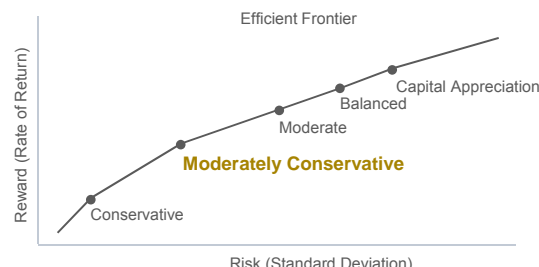 Efficient Frontier
Reward (Rate of Return)
Capital Appreciation
Balanced
Moderate
Moderately Conservative
Conservative
Risk (Standard Deviation)